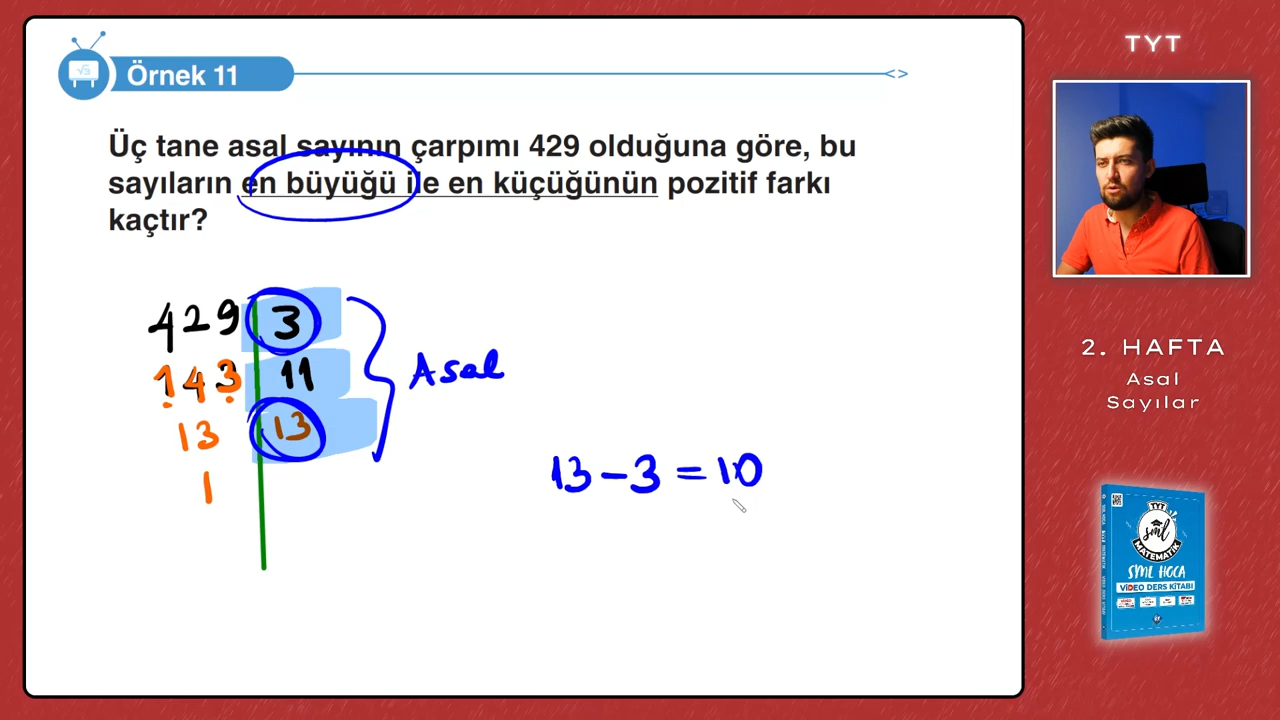 Örnek 11
< >
Üç tane asal sayının çarpımı 429 olduğuna göre, bu
sayıların en büyüğü ile en küçüğünün pozitif farkı
kaçtır?
429 3
143 11
13 13
1
Asal
13 - 3 = 10
TYT
2. HAFTA
Asal
Sayılar
TYT
sml
MATEMATİK
SML HOCA
VİDEO DERS KİTABI